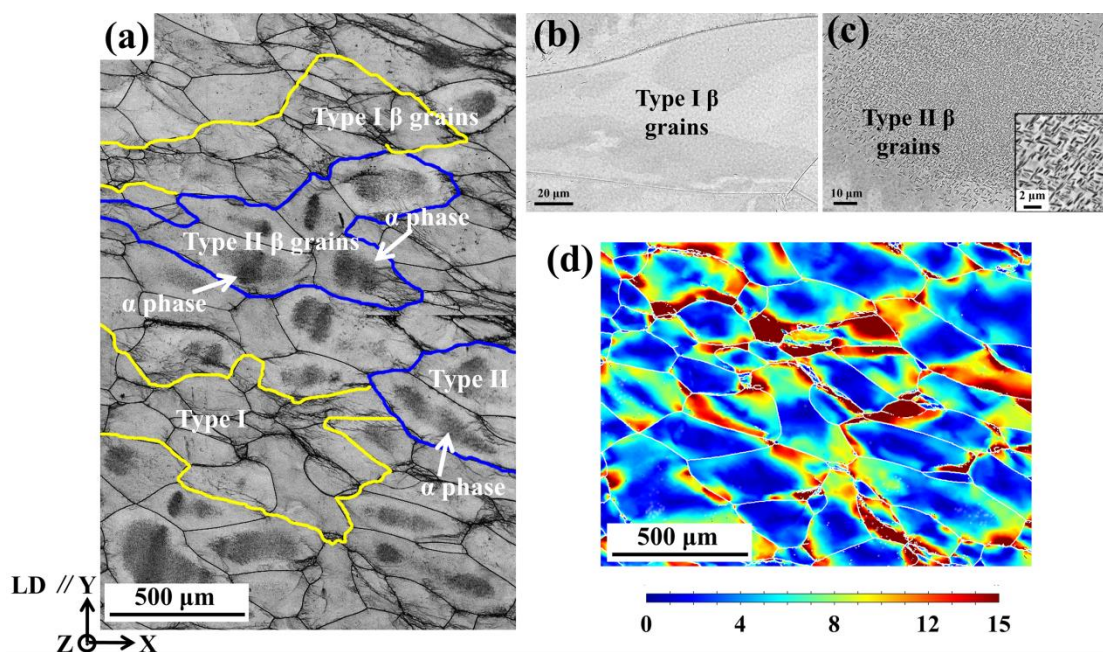 (a)
Type I β grains
α phase
Type II β grains
α phase
Type II
Type I
α phase
LD // Y
Z
X
500 μm
(b)
Type I β
grains
20 μm
(c)
Type II β
grains
10 μm
2 μm
(d)
500 μm
0 4 8 12 15